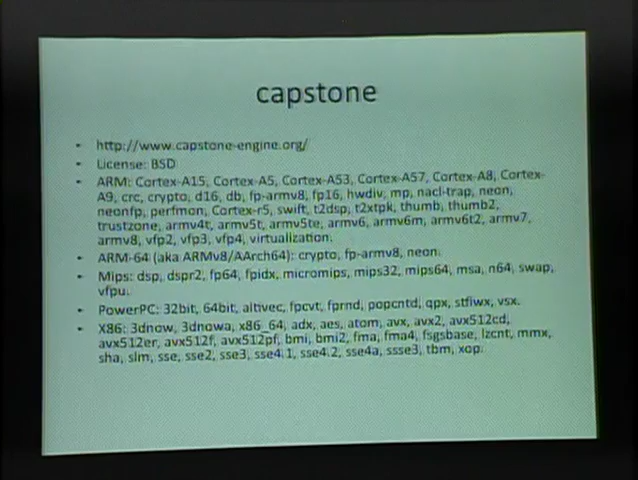 capstone
• http://www.capstone-engine.org/
• License: BSD
• ARM: Cortex-A15, Cortex-A5, Cortex-A53, Cortex-A57, Cortex-A8, Cortex-
A9, crc, crypto, d16, db, fp-armv8, fp16, hwdiv, mp, nacl-trap, neon,
neonfp, perfmon, Cortex-r5, swift, t2dsp, t2xtpk, thumb, thumb2,
trustzone, armv4t, armv5t, armv5te, armv6, armv6m, armv6t2, armv7,
armv8, vfp2, vfp3, vfp4, virtualization.
• ARM-64 (aka ARMv8/AArch64): crypto, fp-armv8, neon.
• Mips: dsp, dspr2, fp64, fpidx, micromips, mips32, mips64, msa, n64, swap,
vfpu.
• PowerPC: 32bit, 64bit, altivec, fpcvt, fprnd, popcntd, qpx, stfiwx, vsx.
• X86: 3dnow, 3dnowa, x86_64, adx, aes, atom, avx, avx2, avx512cd,
avx512er, avx512f, avx512pf, bmi, bmi2, fma, fma4, fsgsbase, lzcnt, mmx,
sha, slm, sse, sse2, sse3, sse4.1, sse4.2, sse4a, ssse3, tbm, xop.